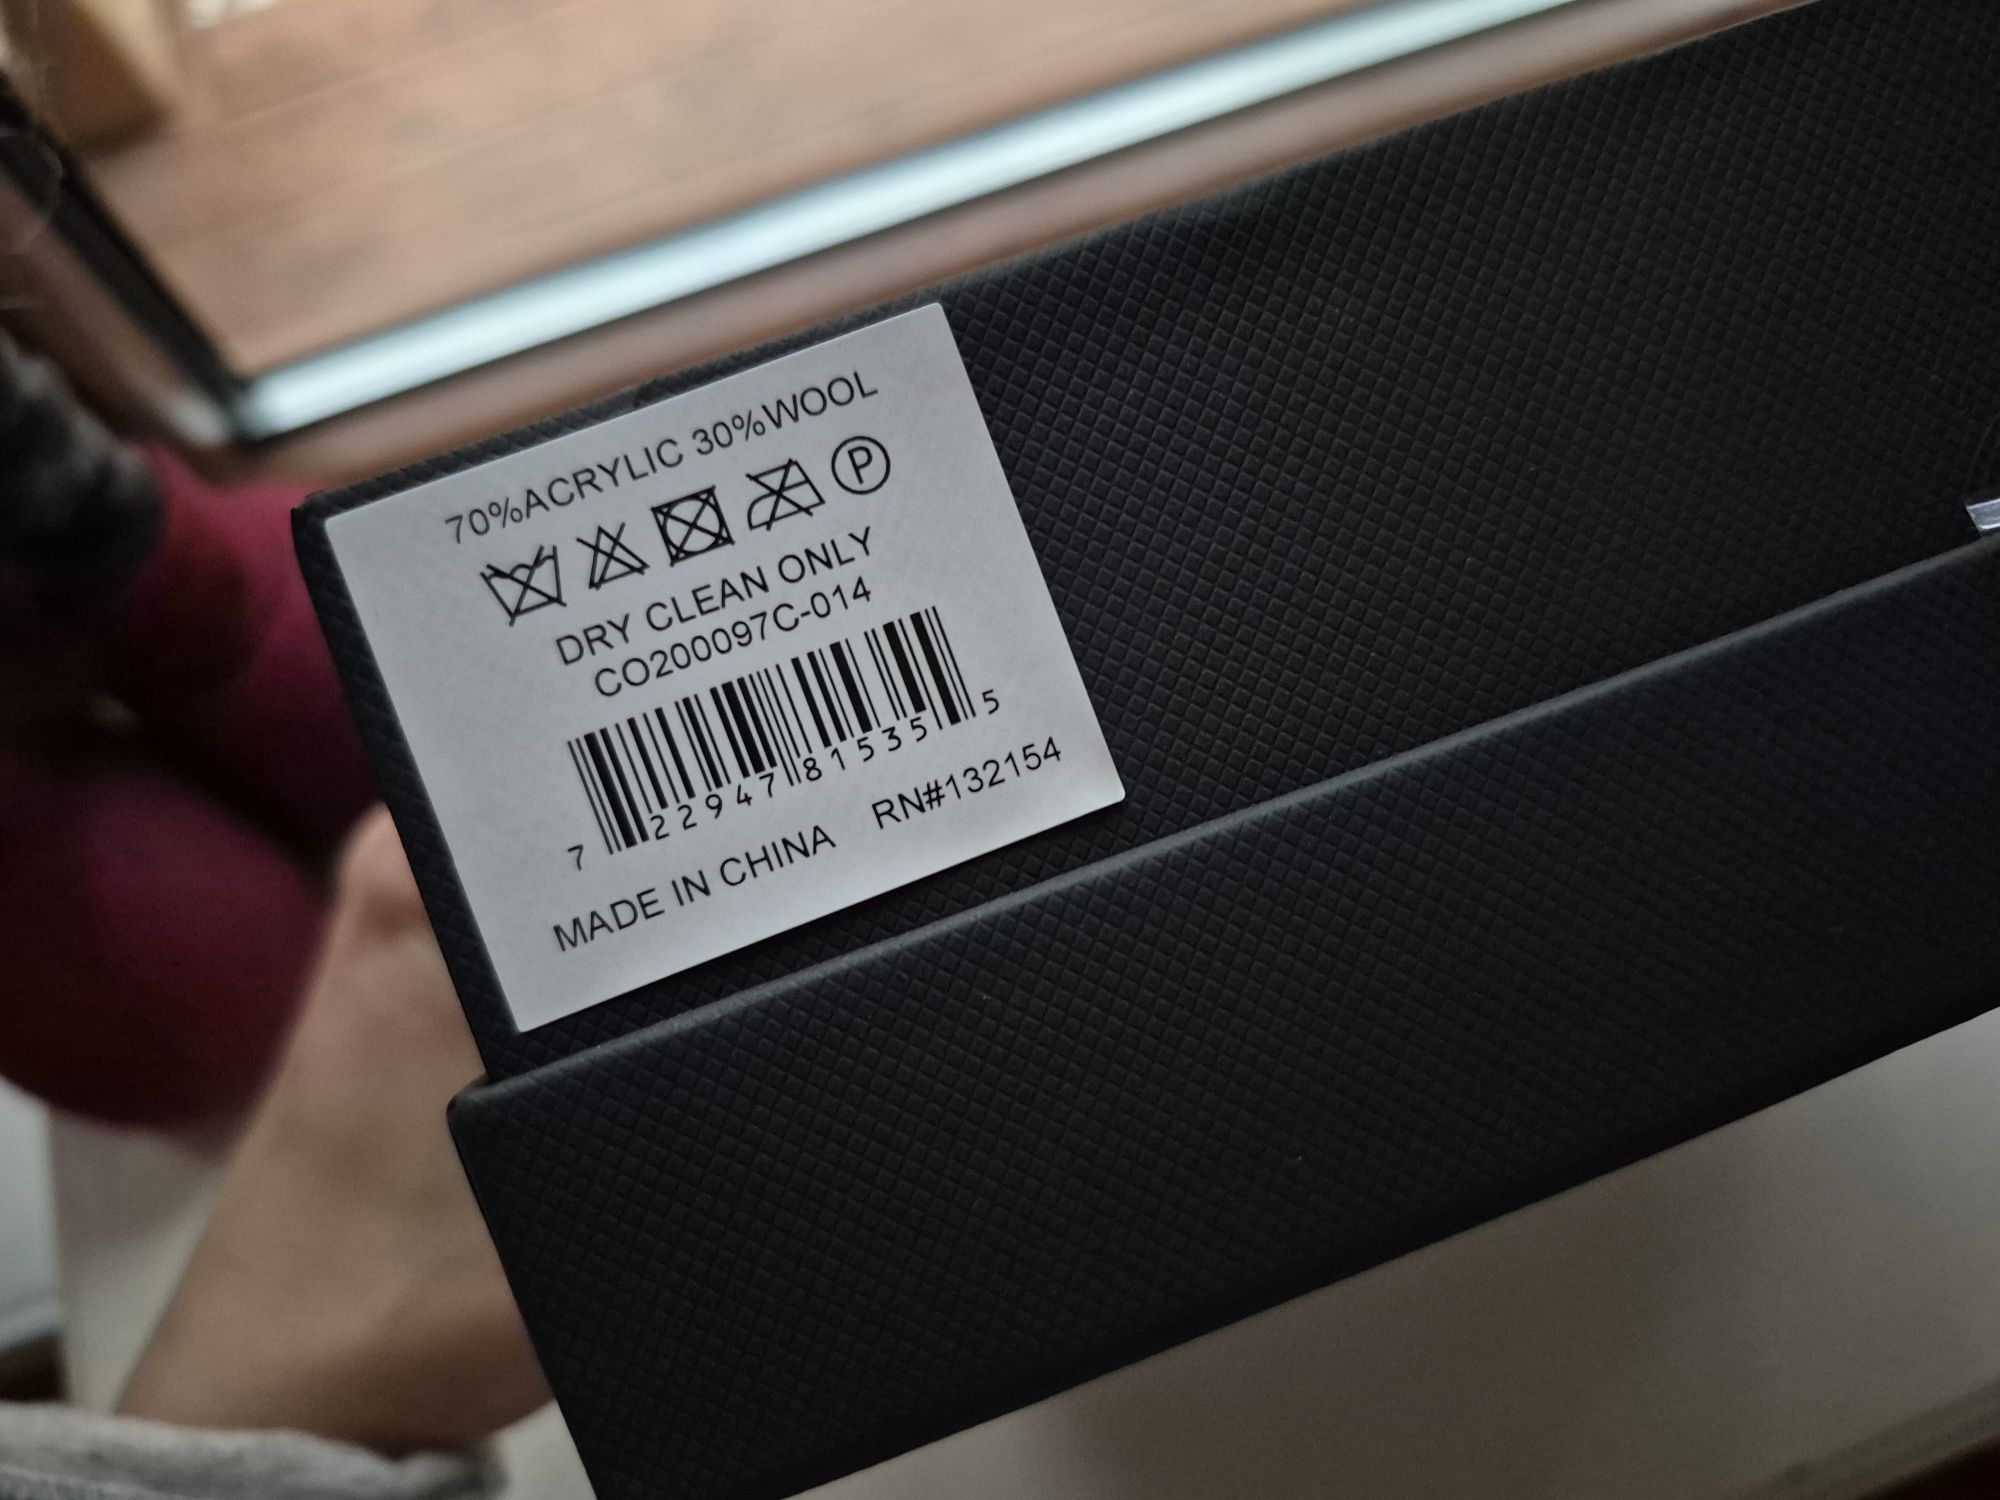 70%ACRYLIC 30%WOOL
P
DRY CLEAN ONLY
CO200097C-014
7 22947 81535 5
MADE IN CHINA RN#132154